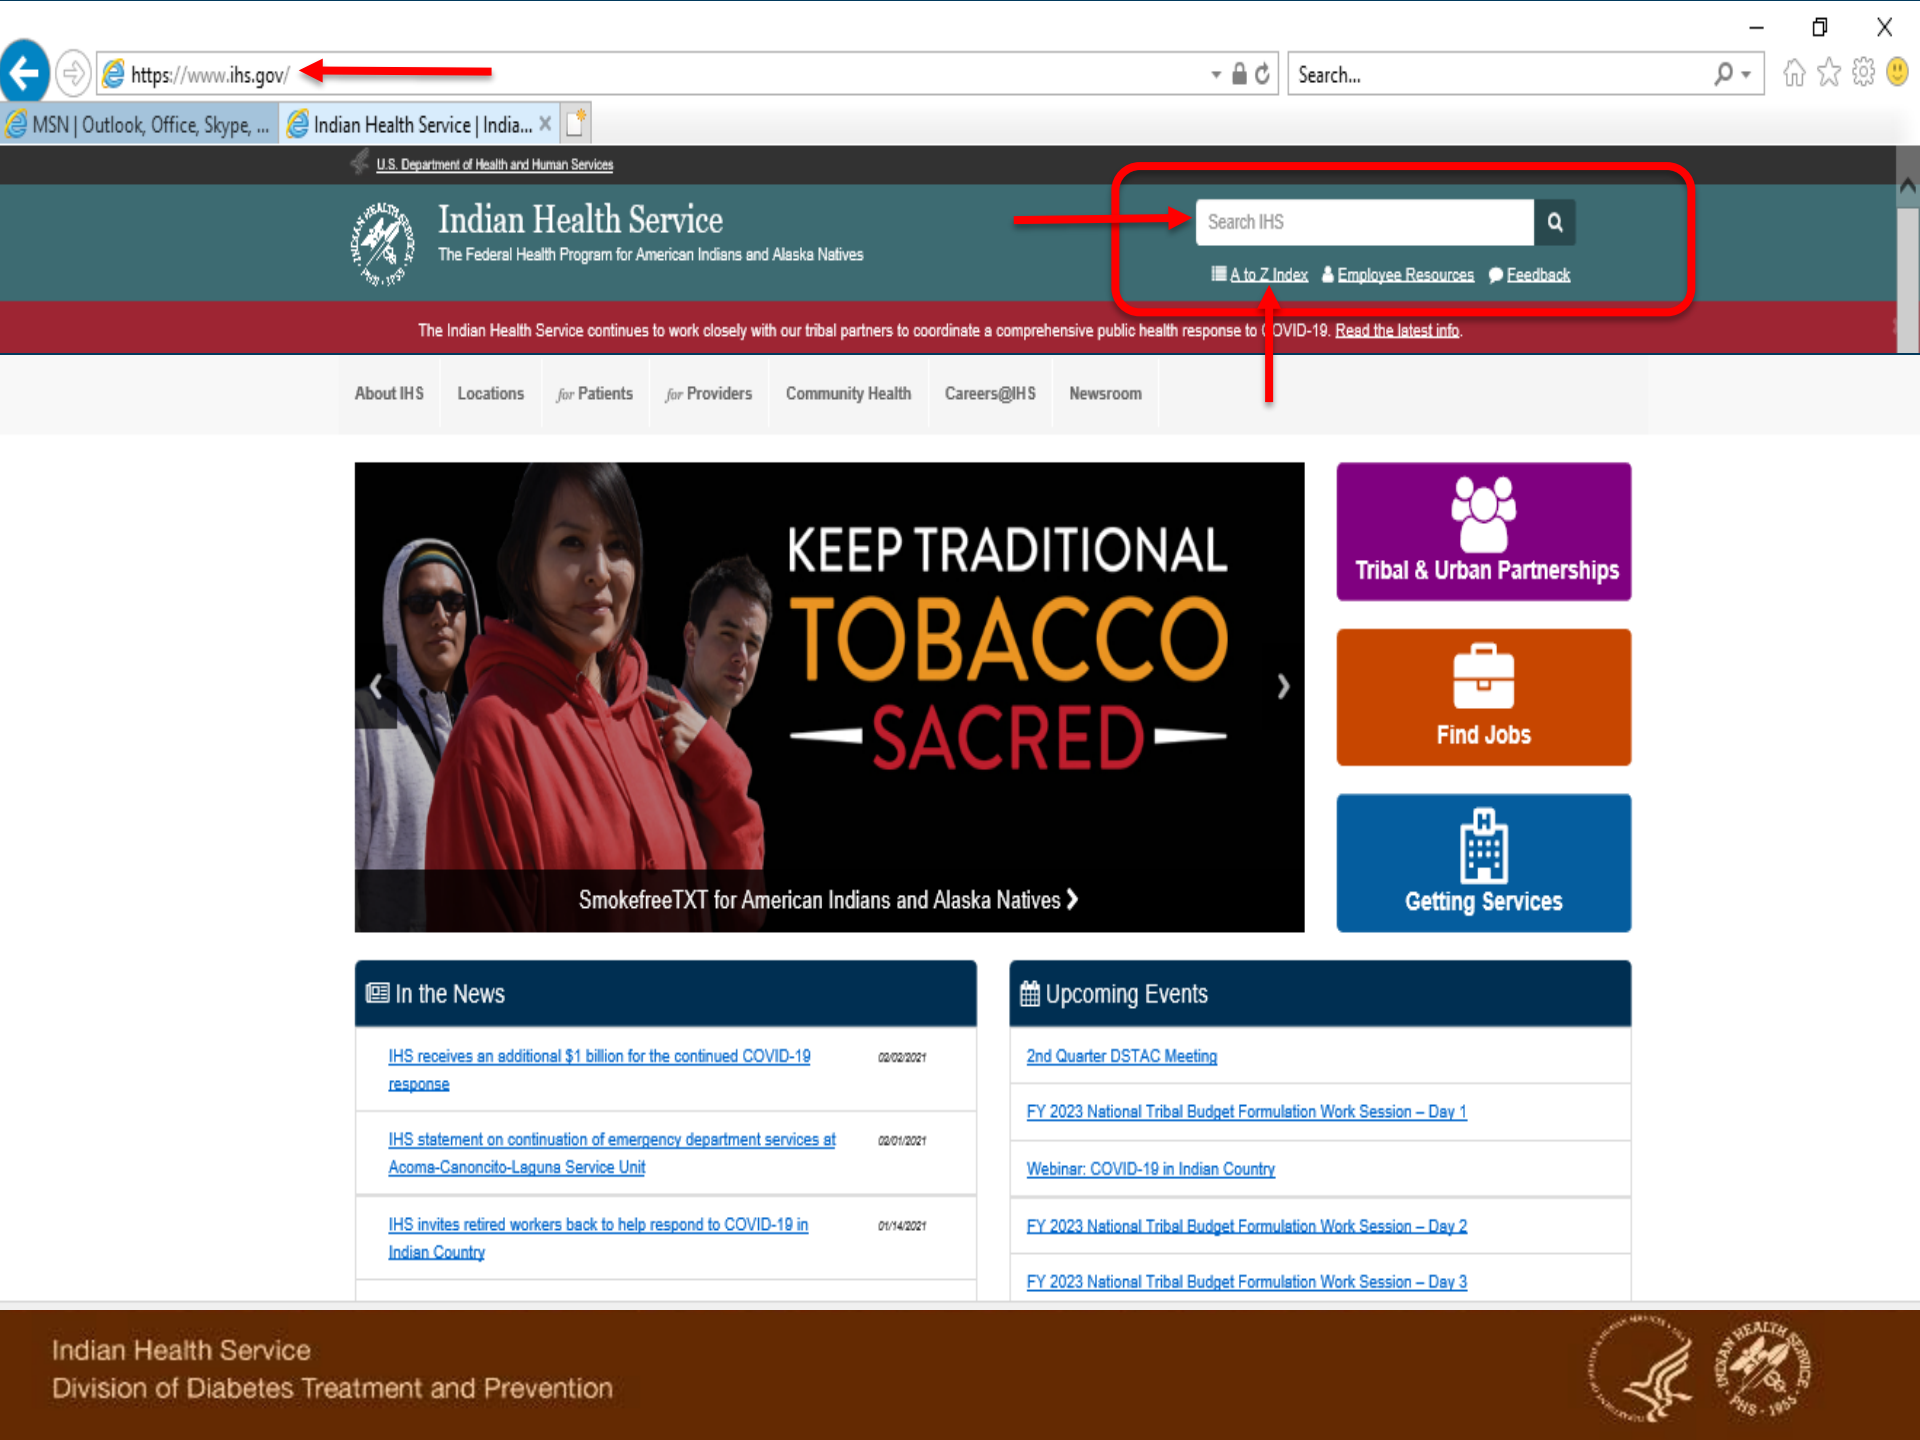 https://www.ihs.gov/
Search...
MSN | Outlook, Office, Skype, ...
Indian Health Service | India...
U.S. Department of Health and Human Services
Indian Health Service
The Federal Health Program for American Indians and Alaska Natives
Search IHS
A to Z Index Employee Resources Feedback
The Indian Health Service continues to work closely with our tribal partners to coordinate a comprehensive public health response to COVID-19. Read the latest info.
About IHS Locations for Patients for Providers Community Health Careers@IHS Newsroom
KEEP TRADITIONAL
TOBACCO
SACRED
SmokefreeTXT for American Indians and Alaska Natives
Tribal & Urban Partnerships
Find Jobs
Getting Services
In the News
IHS receives an additional $1 billion for the continued COVID-19 02/02/2021
response
IHS statement on continuation of emergency department services at 02/01/2021
Acoma-Canoncito-Laguna Service Unit
IHS invites retired workers back to help respond to COVID-19 in 01/14/2021
Indian Country
Upcoming Events
2nd Quarter DSTAC Meeting
FY 2023 National Tribal Budget Formulation Work Session – Day 1
Webinar: COVID-19 in Indian Country
FY 2023 National Tribal Budget Formulation Work Session – Day 2
FY 2023 National Tribal Budget Formulation Work Session – Day 3
Indian Health Service
Division of Diabetes Treatment and Prevention
INDIAN HEALTH SERVICE
PHS - 1955